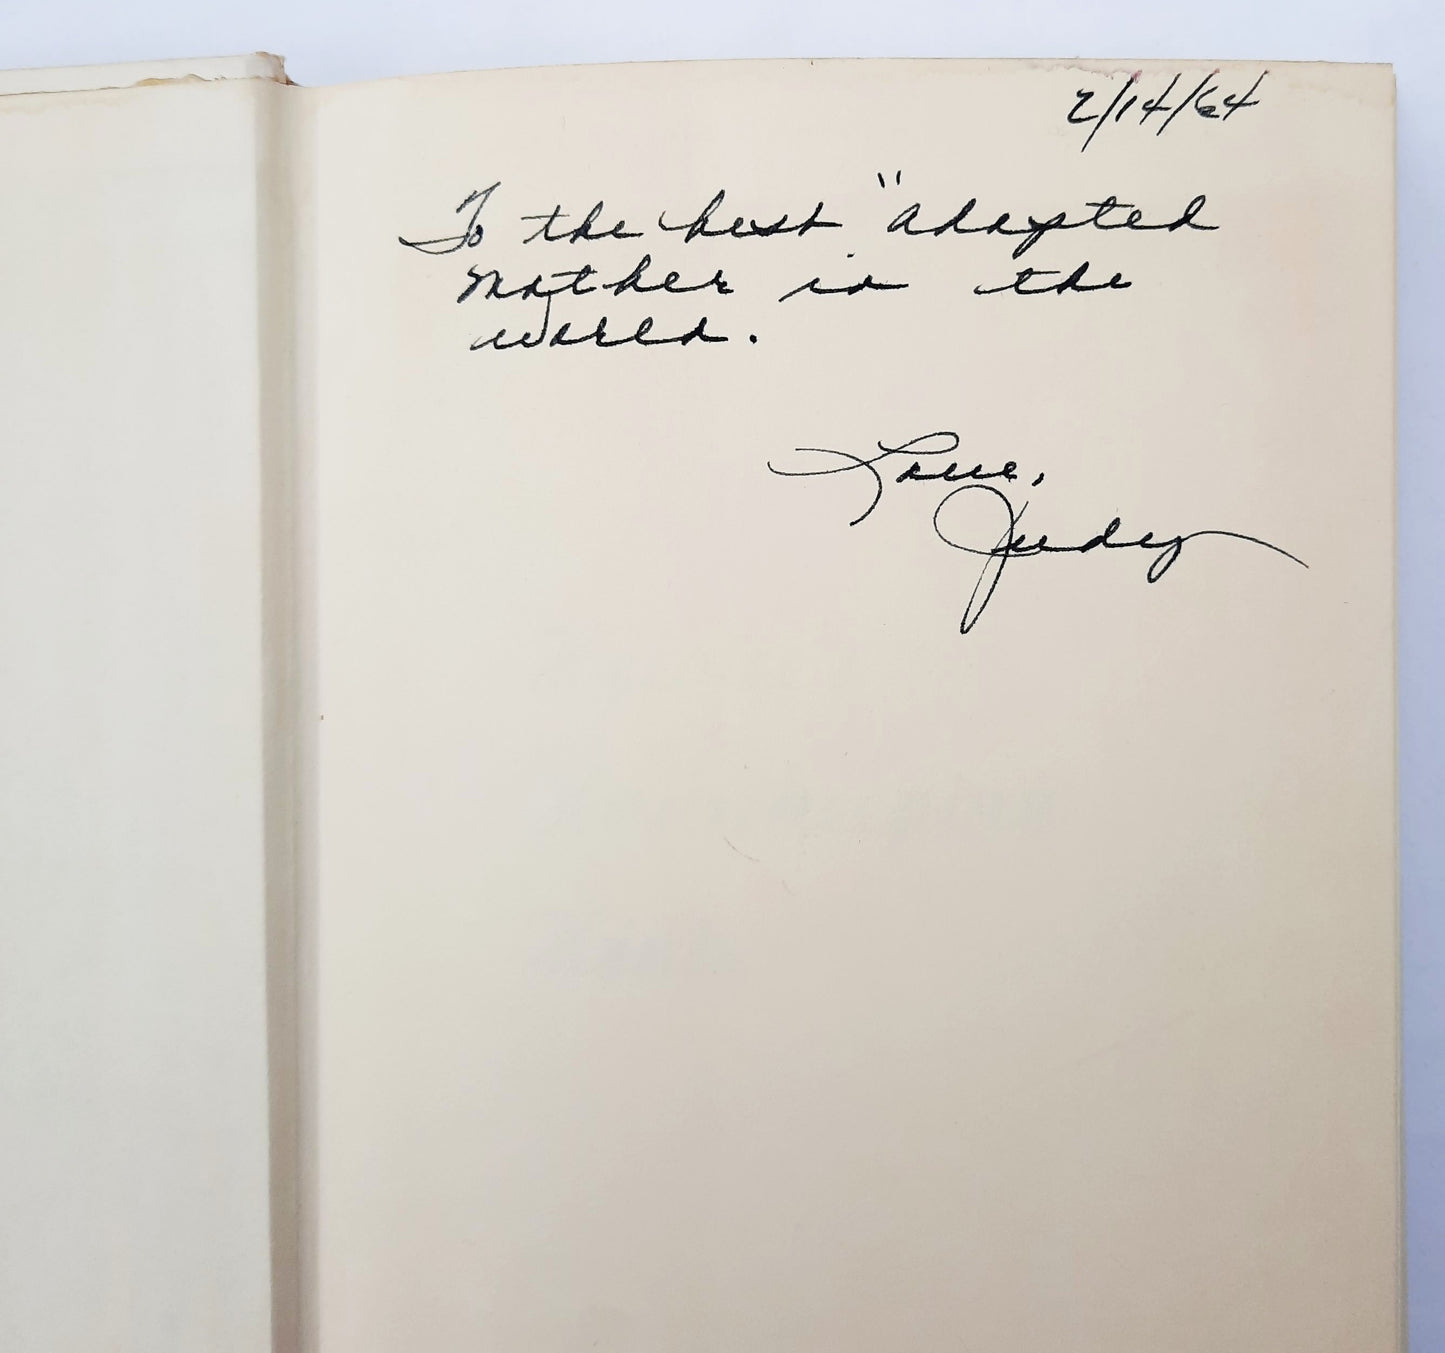 2/14/64
To the best "adopted
Mother in the
world.
Love,
Judy